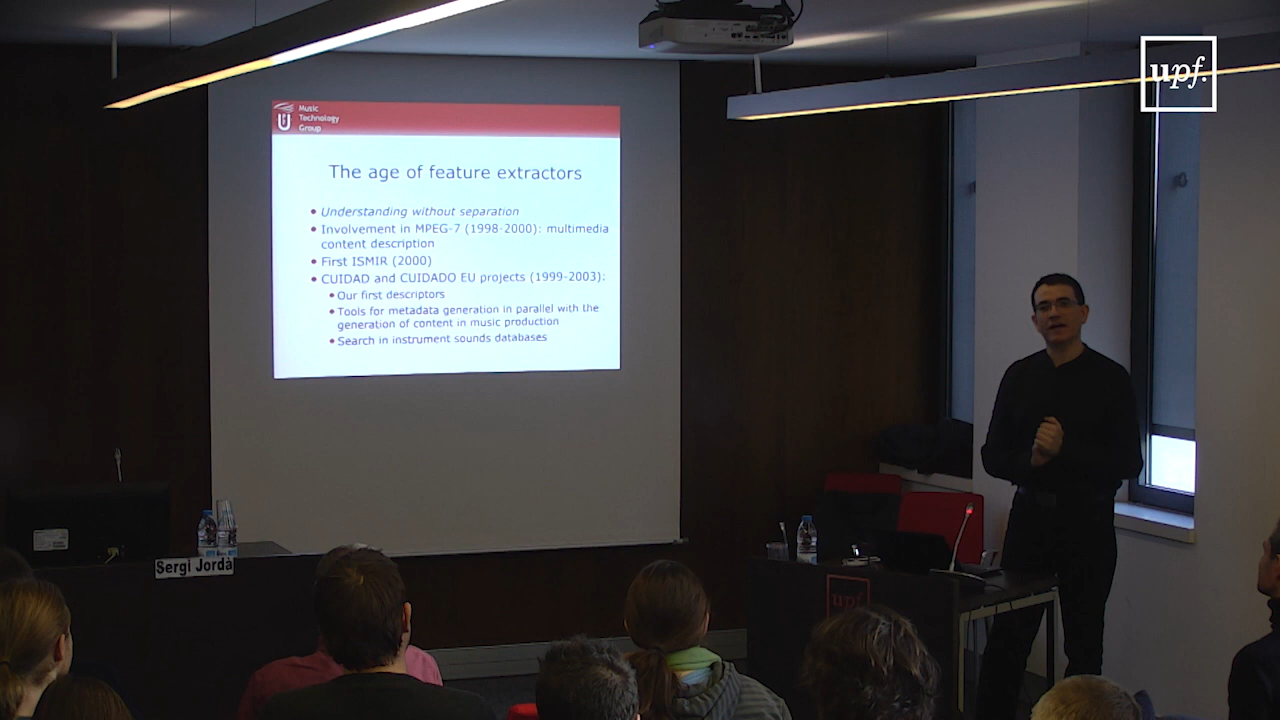 upf.
Music
Technology
Group
The age of feature extractors
• Understanding without separation
• Involvement in MPEG-7 (1998-2000): multimedia
content description
• First ISMIR (2000)
• CUIDAD and CUIDADO EU projects (1999-2003):
• Our first descriptors
• Tools for metadata generation in parallel with the
generation of content in music production
• Search in instrument sounds databases
Sergi Jordà
upf.